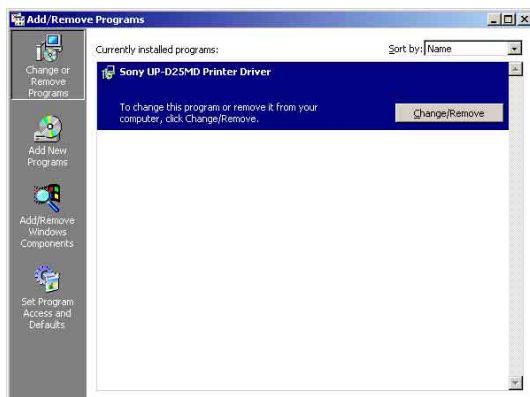 Add/Remove Programs
Change or
Remove
Programs
Add New
Programs
Add/Remove
Windows
Components
Set Program
Access and
Defaults
Currently installed programs:
Sort by: Name
Sony UP-D25MD Printer Driver
To change this program or remove it from your
computer, click Change/Remove.
Change/Remove